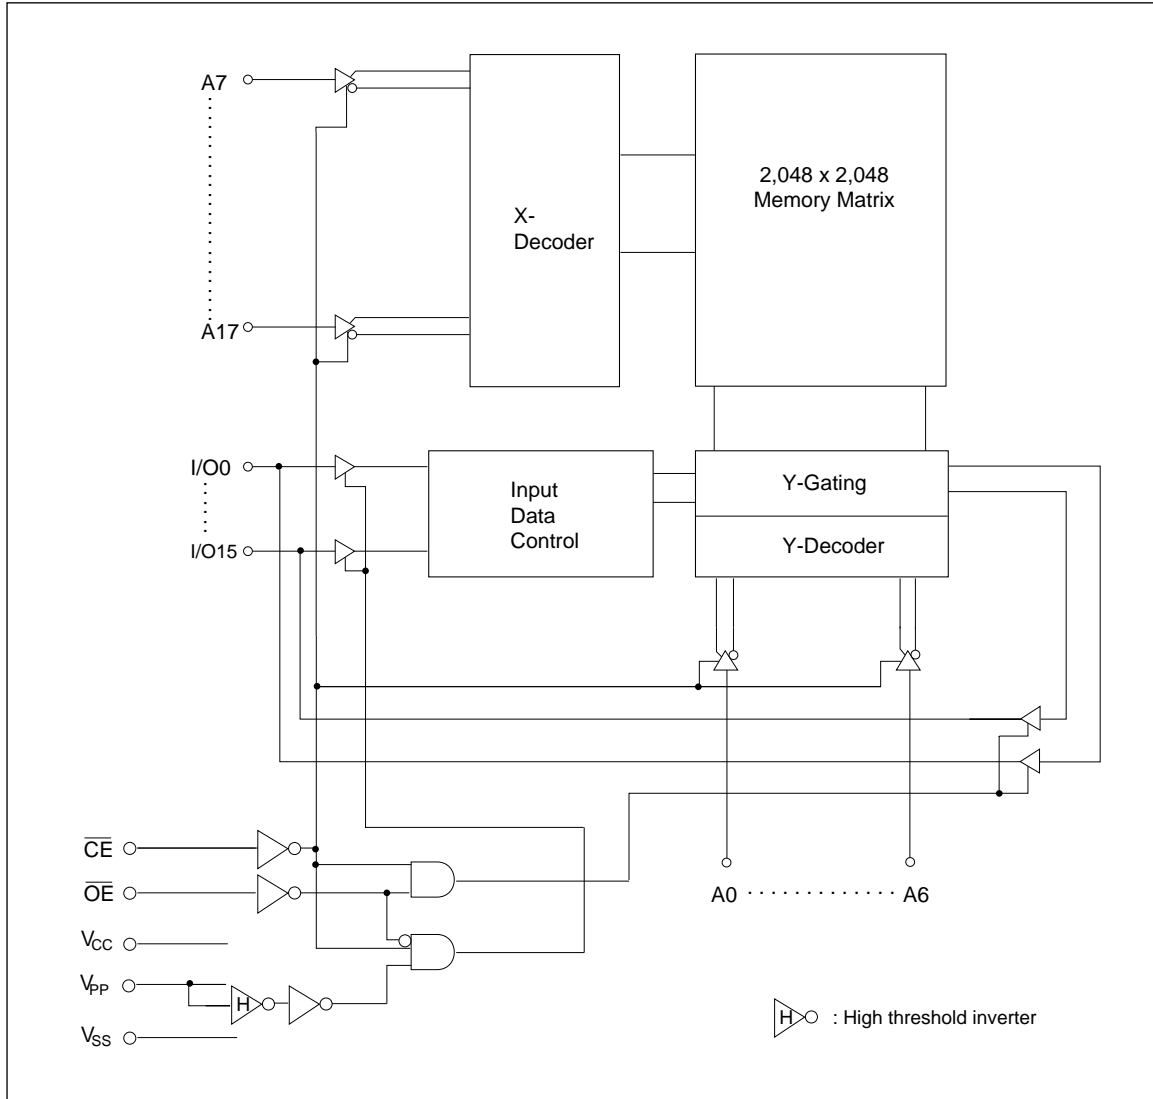 A7
A17
X-
Decoder
2,048 x 2,048
Memory Matrix
I/O0
I/O15
Input
Data
Control
Y-Gating
Y-Decoder
CE
OE
VCC
VPP
VSS
H
A0
A6
H : High threshold inverter